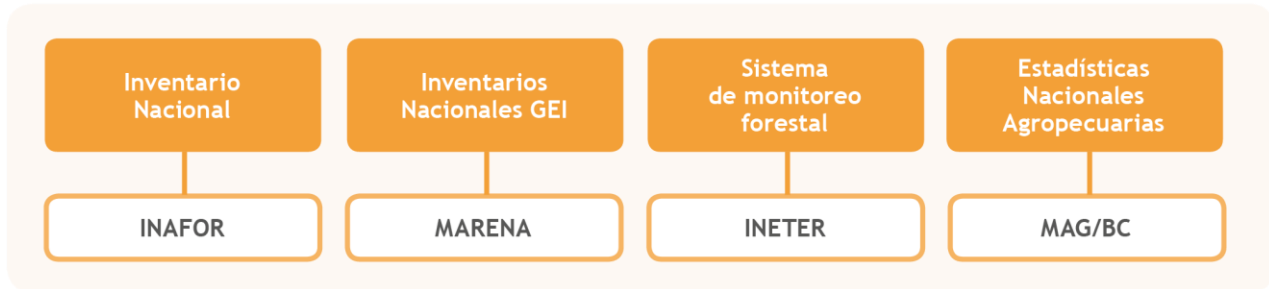 Inventario
Nacional
INAFOR
Inventarios
Nacionales GEI
MARENA
Sistema
de monitoreo
forestal
INETER
Estadísticas
Nacionales
Agropecuarias
MAG/BC